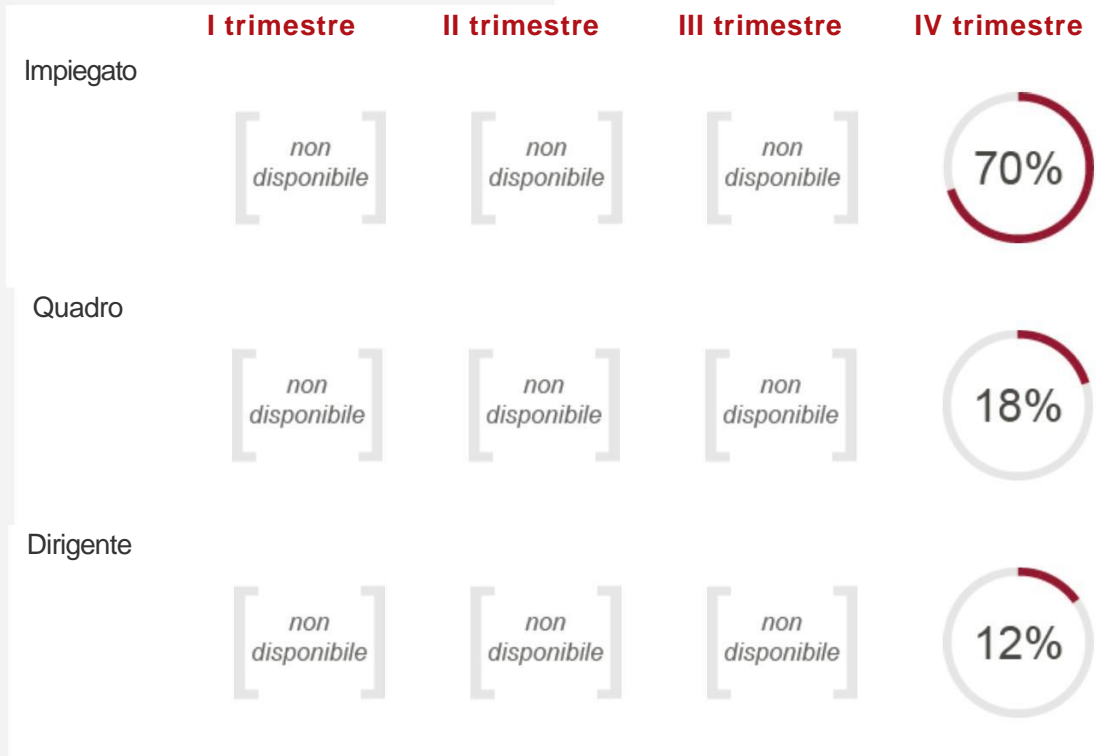 I trimestre II trimestre III trimestre IV trimestre
Impiegato
non non non
disponibile disponibile disponibile 70%
Quadro
non non non
disponibile disponibile disponibile 18%
Dirigente
non non non
disponibile disponibile disponibile 12%